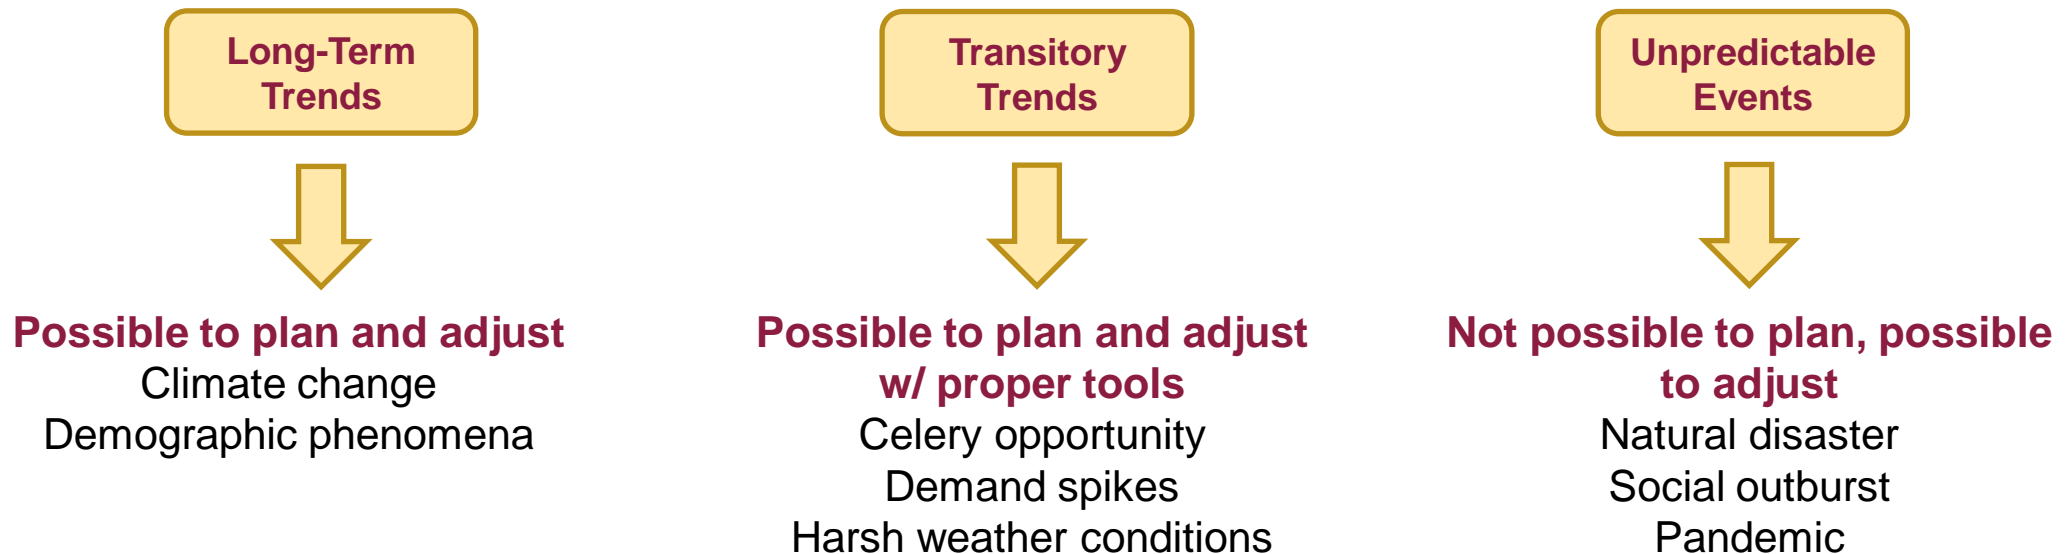 Long-Term
Trends
Possible to plan and adjust
Climate change
Demographic phenomena
Transitory
Trends
Possible to plan and adjust
w/ proper tools
Celery opportunity
Demand spikes
Harsh weather conditions
Unpredictable
Events
Not possible to plan, possible
to adjust
Natural disaster
Social outburst
Pandemic